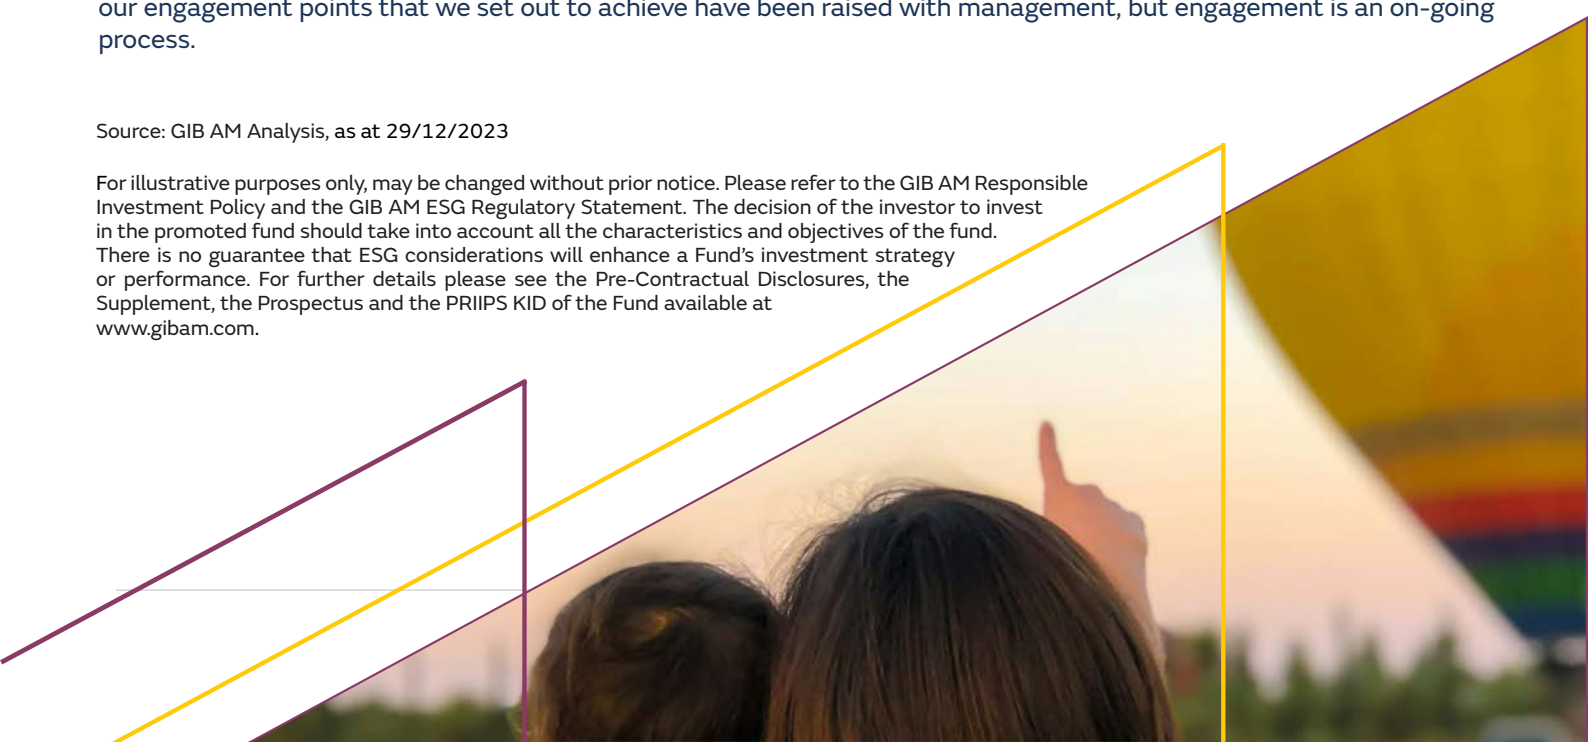 our engagement points that we set out to achieve have been raised with management, but engagement is an on-going
process.
Source: GIB AM Analysis, as at 29/12/2023
For illustrative purposes only, may be changed without prior notice. Please refer to the GIB AM Responsible
Investment Policy and the GIB AM ESG Regulatory Statement. The decision of the investor to invest
in the promoted fund should take into account all the characteristics and objectives of the fund.
There is no guarantee that ESG considerations will enhance a Fund’s investment strategy
or performance. For further details please see the Pre-Contractual Disclosures, the
Supplement, the Prospectus and the PRIIPS KID of the Fund available at
www.gibam.com.